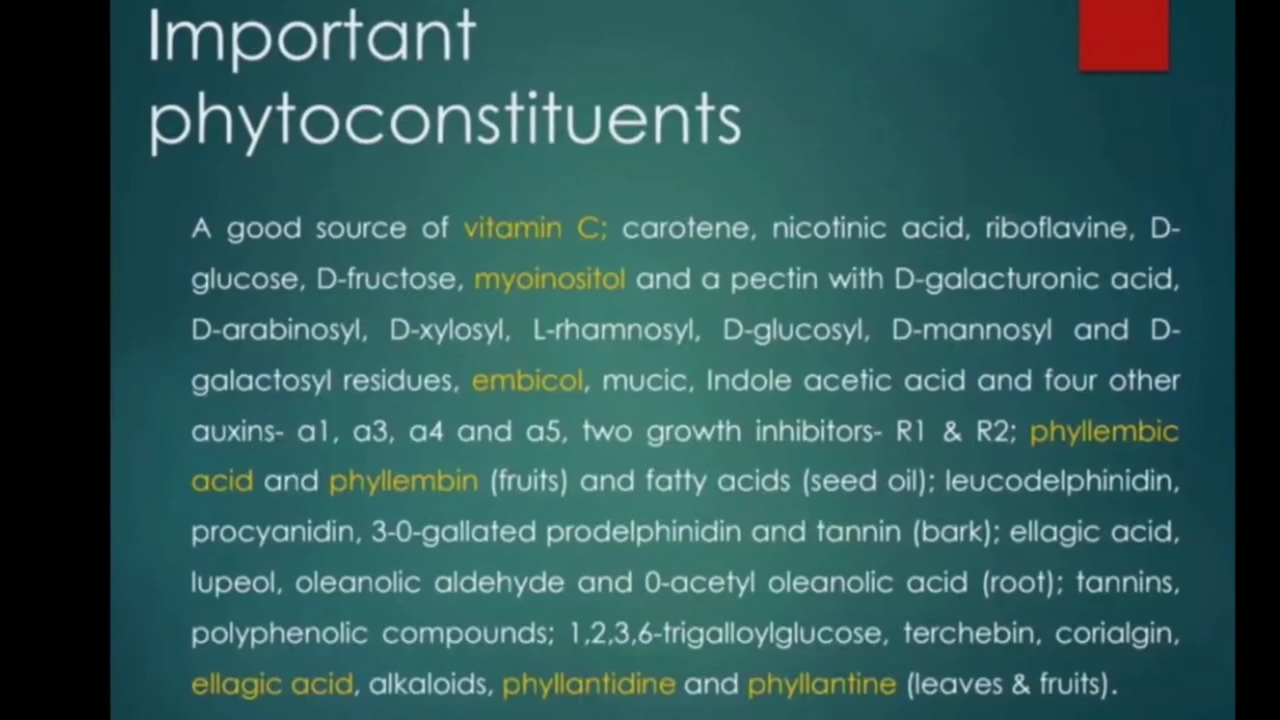 Important
phytoconstituents
A good source of vitamin C; carotene, nicotinic acid, riboflavine, D-
glucose, D-fructose, myoinositol and a pectin with D-galacturonic acid,
D-arabinosyl, D-xylosyl, L-rhamnosyl, D-glucosyl, D-mannosyl and D-
galactosyl residues, embicol, mucic, Indole acetic acid and four other
auxins- a1, a3, a4 and a5, two growth inhibitors- R1 & R2; phyllembic
acid and phyllembin (fruits) and fatty acids (seed oil); leucodelphinidin,
procyanidin, 3-0-gallated prodelphinidin and tannin (bark); ellagic acid,
lupeol, oleanolic aldehyde and 0-acetyl oleanolic acid (root); tannins,
polyphenolic compounds; 1,2,3,6-trigalloylglucose, terchebin, corialgin,
ellagic acid, alkaloids, phyllantidine and phyllantine (leaves & fruits).